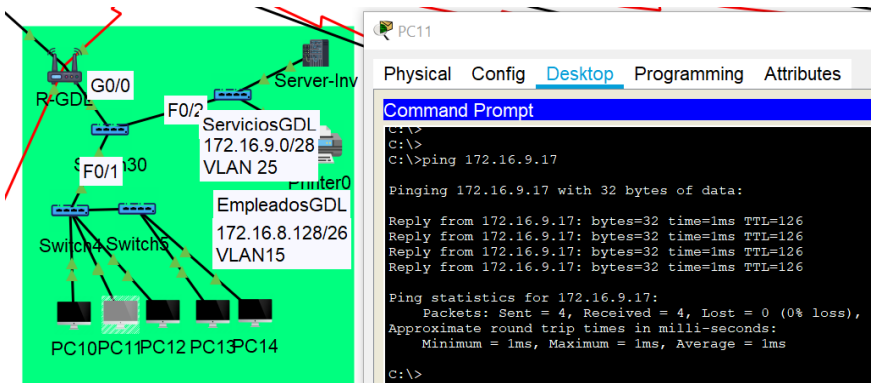 R-GDL
G0/0
Server-Inv
F0/2
ServiciosGDL
172.16.9.0/28
VLAN 25
F0/1
Printer0
EmpleadosGDL
172.16.8.128/26
VLAN15
Switch4
Switch5
PC10
PC11
PC12
PC13
PC14
PC11
Physical
Config
Desktop
Programming
Attributes
Command Prompt
C:\>
C:\>
C:\>ping 172.16.9.17
Pinging 172.16.9.17 with 32 bytes of data:
Reply from 172.16.9.17: bytes=32 time=1ms TTL=126
Reply from 172.16.9.17: bytes=32 time=1ms TTL=126
Reply from 172.16.9.17: bytes=32 time=1ms TTL=126
Reply from 172.16.9.17: bytes=32 time=1ms TTL=126
Ping statistics for 172.16.9.17:
Packets: Sent = 4, Received = 4, Lost = 0 (0% loss),
Approximate round trip times in milli-seconds:
Minimum = 1ms, Maximum = 1ms, Average = 1ms
C:\>